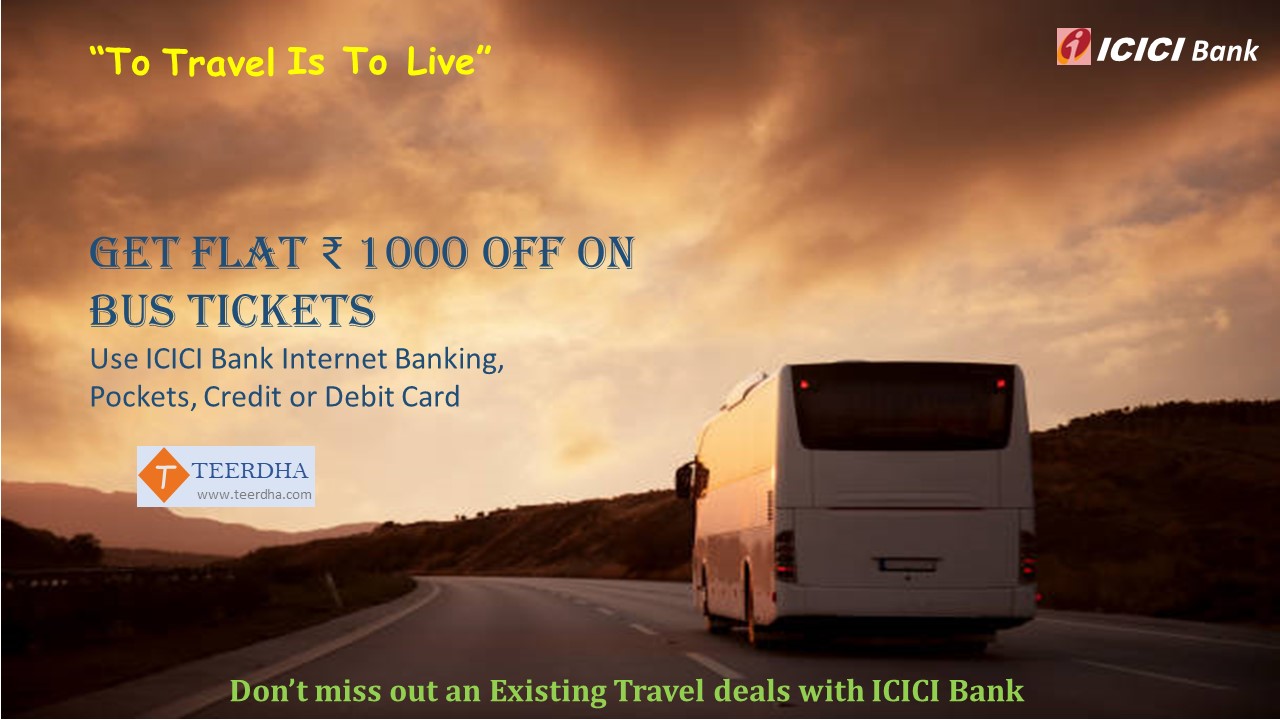 “To Travel Is To Live”
ICICI Bank
GET FLAT ₹ 1000 OFF ON
BUS TICKETS
Use ICICI Bank Internet Banking,
Pockets, Credit or Debit Card
T TEERDHA
www.teerdha.com
Don’t miss out an Existing Travel deals with ICICI Bank